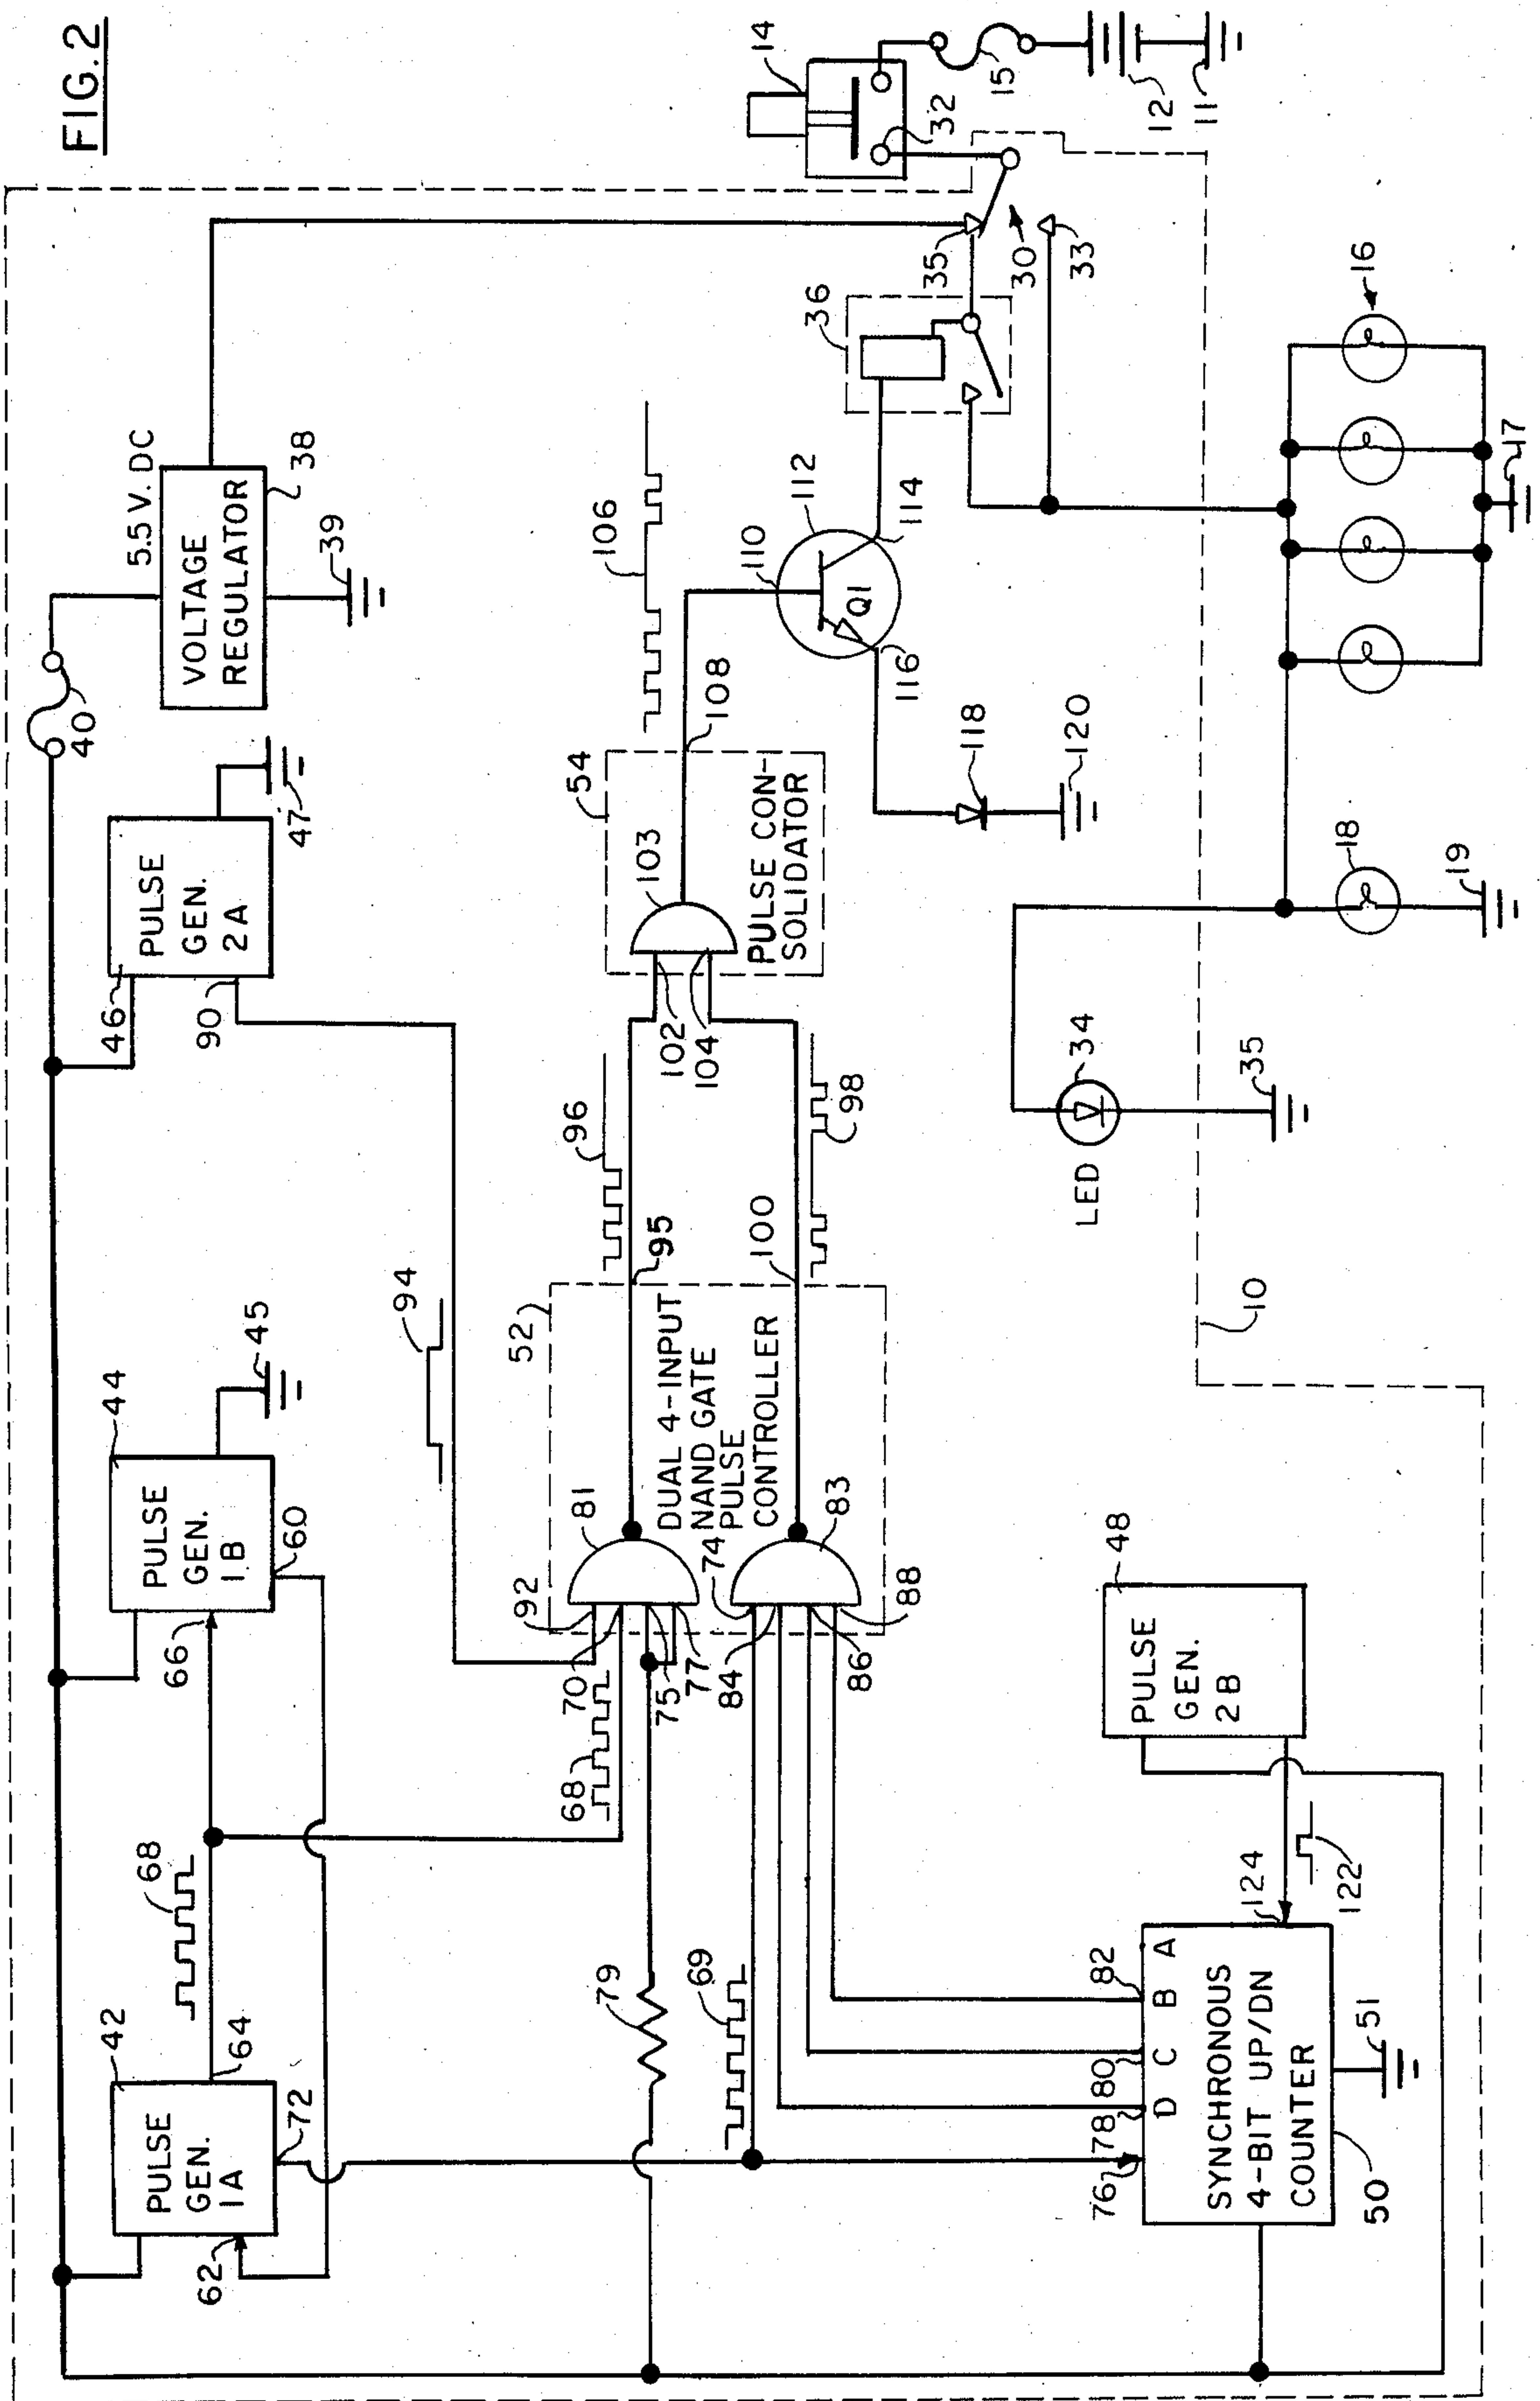 FIG. 2
40
5.5 V. DC
VOLTAGE
REGULATOR
38
39
46
PULSE
GEN.
2A
90
47
44
PULSE
GEN.
1B
45
66
60
42
PULSE
GEN.
1A
62
64
72
68
94
14
32
15
12
11
35
30
33
36
106
108
110
112
Q1
114
116
118
120
54
103
PULSE CON-
SOLIDATOR
102
104
96
95
98
100
52
DUAL 4-INPUT
NAND GATE
PULSE
CONTROLLER
81
83
92
70
68
75
77
74
84
86
88
79
69
16
47
18
19
34
LED
35
10
48
PULSE
GEN.
2B
122
124
76
78
80
82
D
C
B
A
SYNCHRONOUS
4-BIT UP/DN
COUNTER
50
51